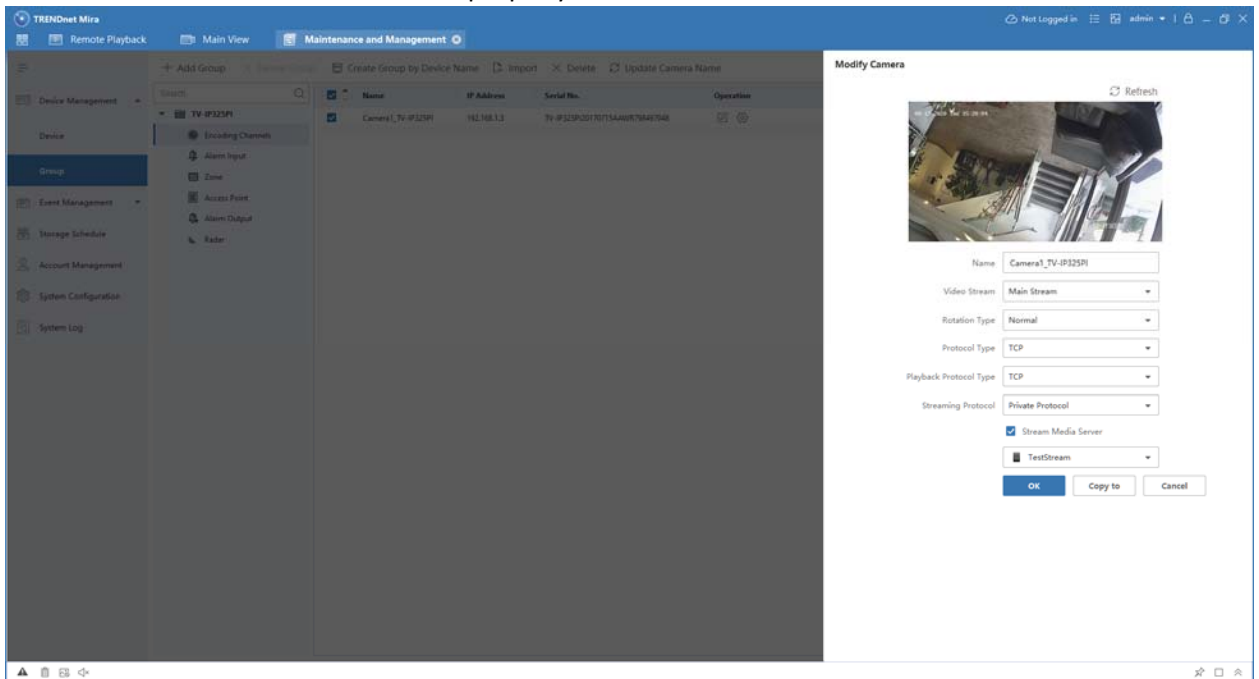 TRENDnet Mira
Not Logged in admin
Remote Playback Main View Maintenance and Management
Add Group Create Group by Device Name Import Delete Update Camera Name
Modify Camera
Refresh
Search
Device Management
TV-IP325PI
Name IP Address Serial No. Operation
Camera1_TV-IP325PI 192.168.1.3
Device
Encoding Channels
Alarm Input
Group
Zone
Access Point
Event Management
Alarm Output
Storage Schedule
Radar
Account Management
System Configuration
System Log
Name Camera1_TV-IP325PI
Video Stream Main Stream
Rotation Type Normal
Protocol Type TCP
Playback Protocol Type TCP
Streaming Protocol Private Protocol
Stream Media Server
TestStream
OK Copy to Cancel